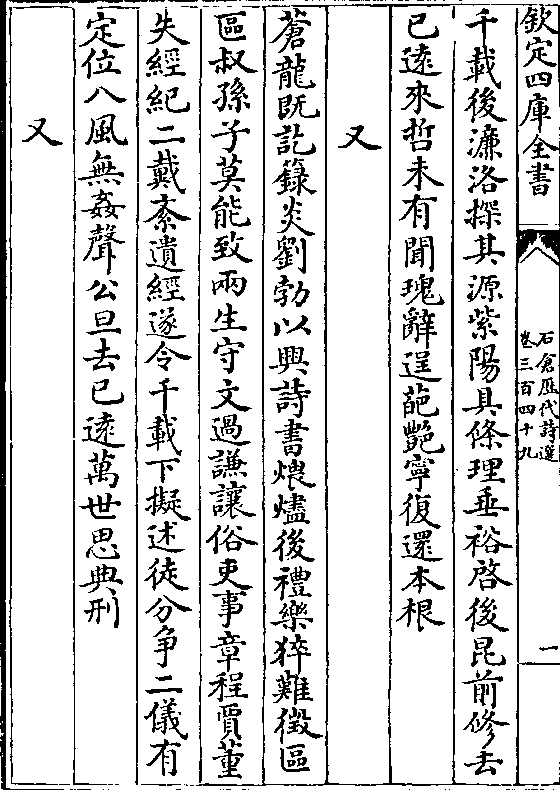 欽定四庫全書
石倉歷代詩選
卷三百四十九
一
千載後濂洛探其源紫陽具條理垂裕啓後昆前修去
已逺來哲未有聞瑰辭逞葩艷寧復還本根
又
蒼龍既訖籙炎劉勃以興詩書煨燼後禮樂猝難徴區
區叔孫子莫能致兩生守文過謙讓俗吏事章程賈董
失經紀二戴紊遺經遂令千載下擬述徒分争二儀有
定位八風無姦聲公旦去已逺萬世思典刑
又